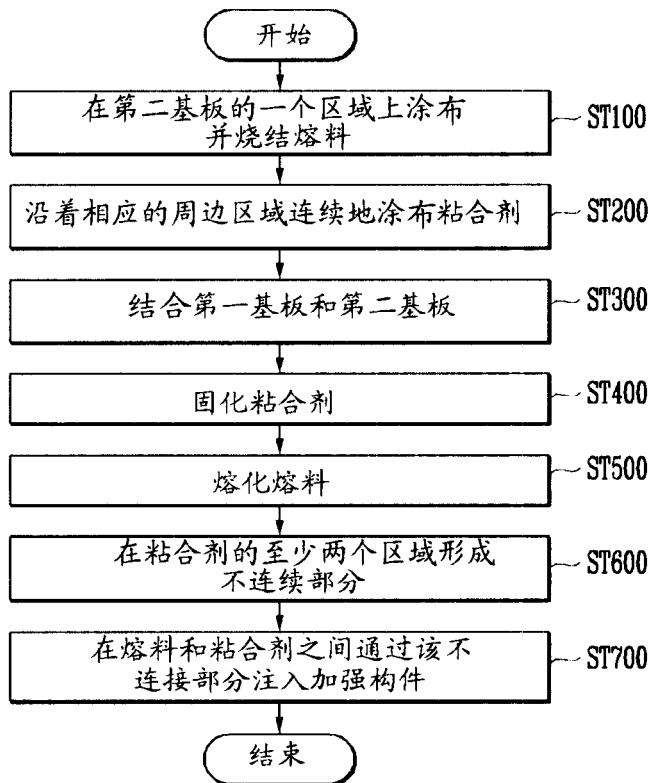 开始
在第二基板的一个区域上涂布
并烧结熔料
ST100
沿着相应的周边区域连续地涂布粘合剂
ST200
结合第一基板和第二基板
ST300
固化粘合剂
ST400
熔化熔料
ST500
在粘合剂的至少两个区域形成
不连续部分
ST600
在熔料和粘合剂之间通过该不
连接部分注入加强构件
ST700
结束